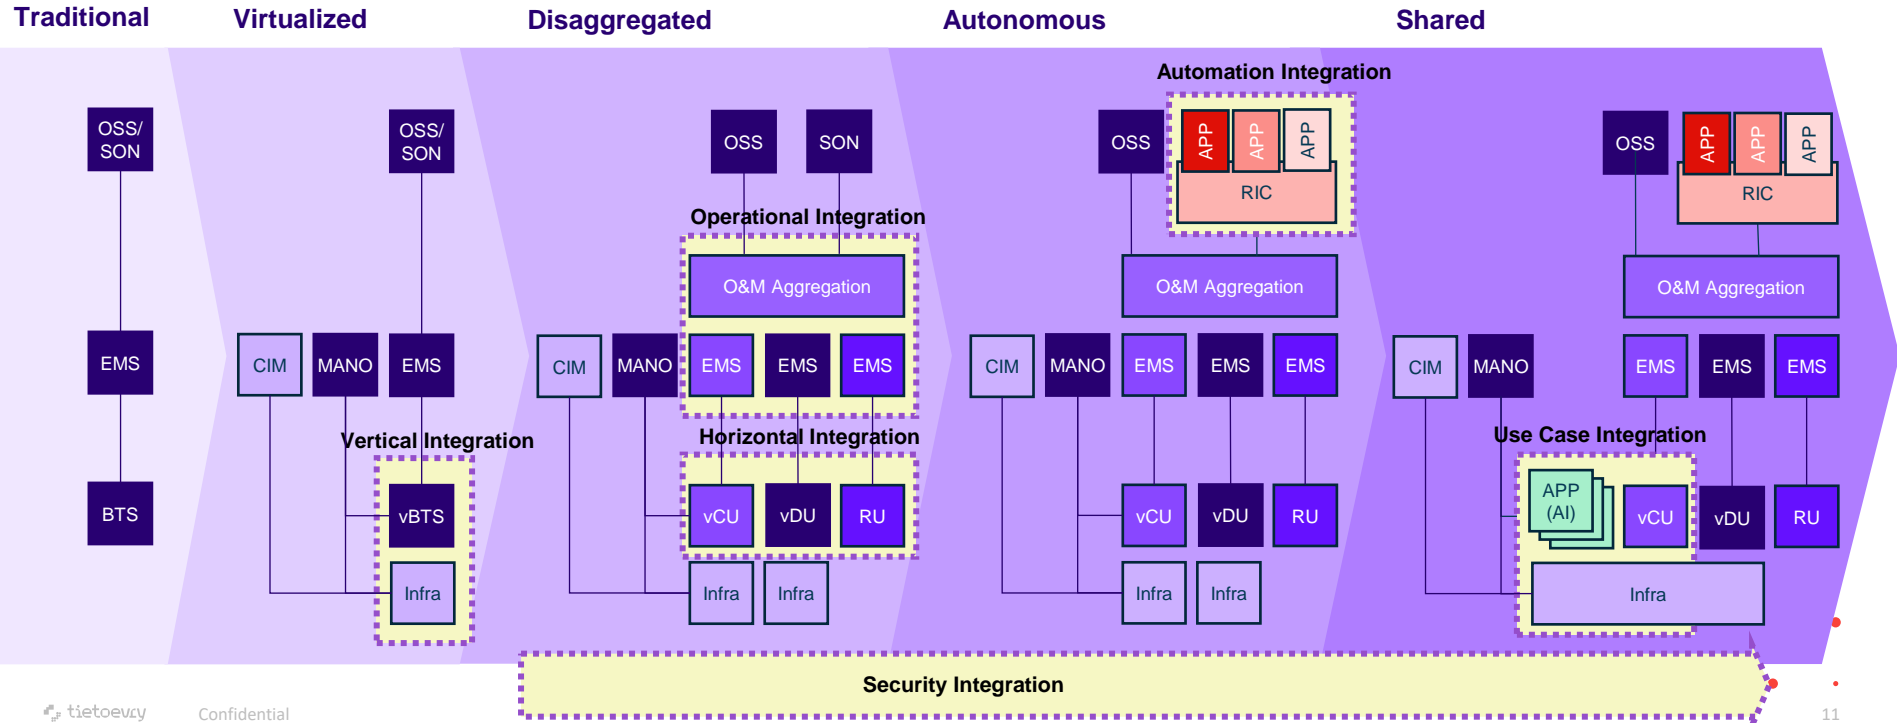 Traditional
Virtualized
Disaggregated
Autonomous
Shared
OSS/
SON
EMS
BTS
OSS/
SON
CIM
MANO
EMS
Vertical Integration
vBTS
Infra
OSS
SON
Operational Integration
O&M Aggregation
CIM
MANO
EMS
EMS
EMS
Horizontal Integration
vCU
vDU
RU
Infra
Infra
Automation Integration
OSS
APP
APP
APP
RIC
O&M Aggregation
CIM
MANO
EMS
EMS
EMS
vCU
vDU
RU
Infra
Infra
OSS
APP
APP
APP
RIC
O&M Aggregation
CIM
MANO
EMS
EMS
EMS
Use Case Integration
APP
(AI)
vCU
vDU
RU
Infra
Security Integration
tietoevry
Confidential
11